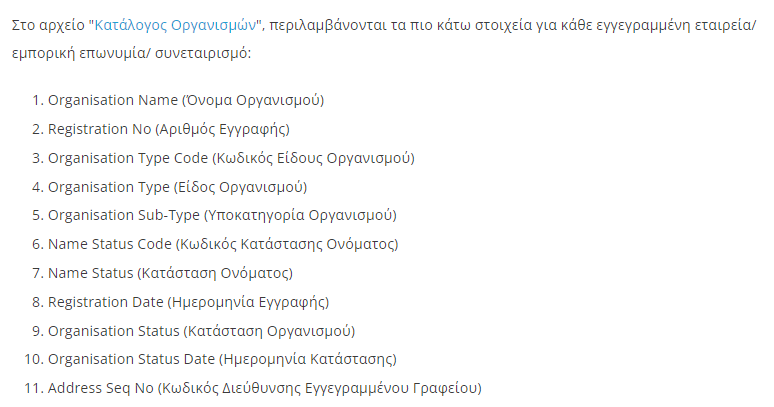 Στο αρχείο "Κατάλογος Οργανισμών", περιλαμβάνονται τα πιο κάτω στοιχεία για κάθε εγγεγραμμένη εταιρεία/
εμπορική επωνυμία/ συνεταιρισμό:
1. Organisation Name (Όνομα Οργανισμού)
2. Registration No (Αριθμός Εγγραφής)
3. Organisation Type Code (Κωδικός Είδους Οργανισμού)
4. Organisation Type (Είδος Οργανισμού)
5. Organisation Sub-Type (Υποκατηγορία Οργανισμού)
6. Name Status Code (Κωδικός Κατάστασης Ονόματος)
7. Name Status (Κατάσταση Ονόματος)
8. Registration Date (Ημερομηνία Εγγραφής)
9. Organisation Status (Κατάσταση Οργανισμού)
10. Organisation Status Date (Ημερομηνία Κατάστασης)
11. Address Seq No (Κωδικός Διεύθυνσης Εγγεγραμμένου Γραφείου)